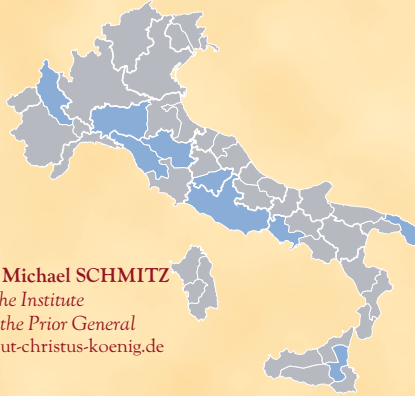 Michael SCHMITZ
he Institute
the Prior General
ut-christus-koenig.de